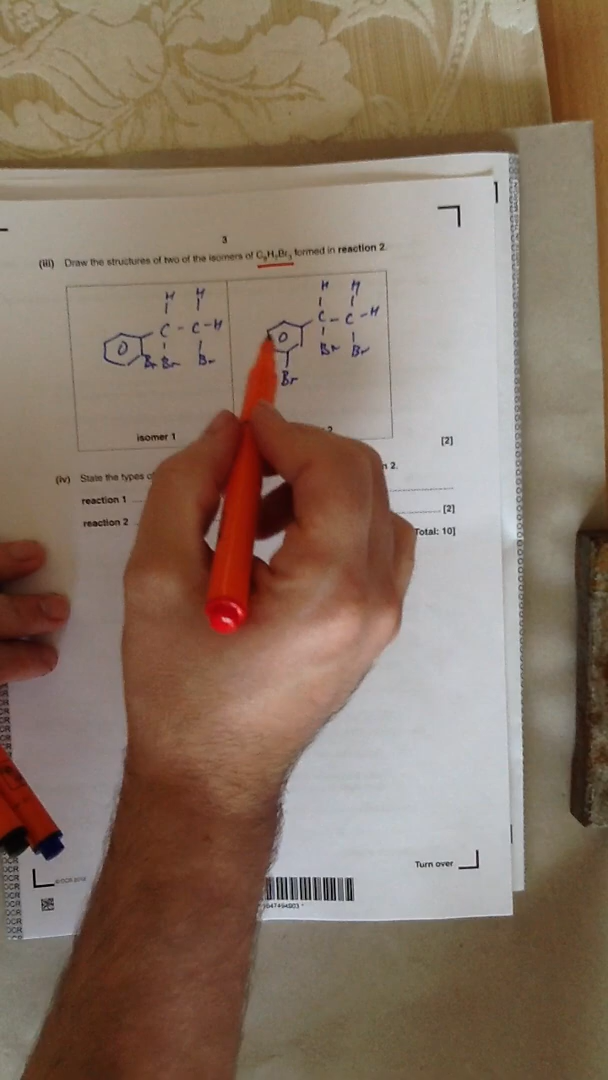 3
(iii) Draw the structures of two of the isomers of C₈H₇Br₃ formed in reaction 2.
H H
C - C - H
Br Br Br
H H
C - C - H
Br Br
Br
isomer 1
2
[2]
(iv) State the types o
n 2.
reaction 1
[2]
reaction 2
Total: 10]
Turn over